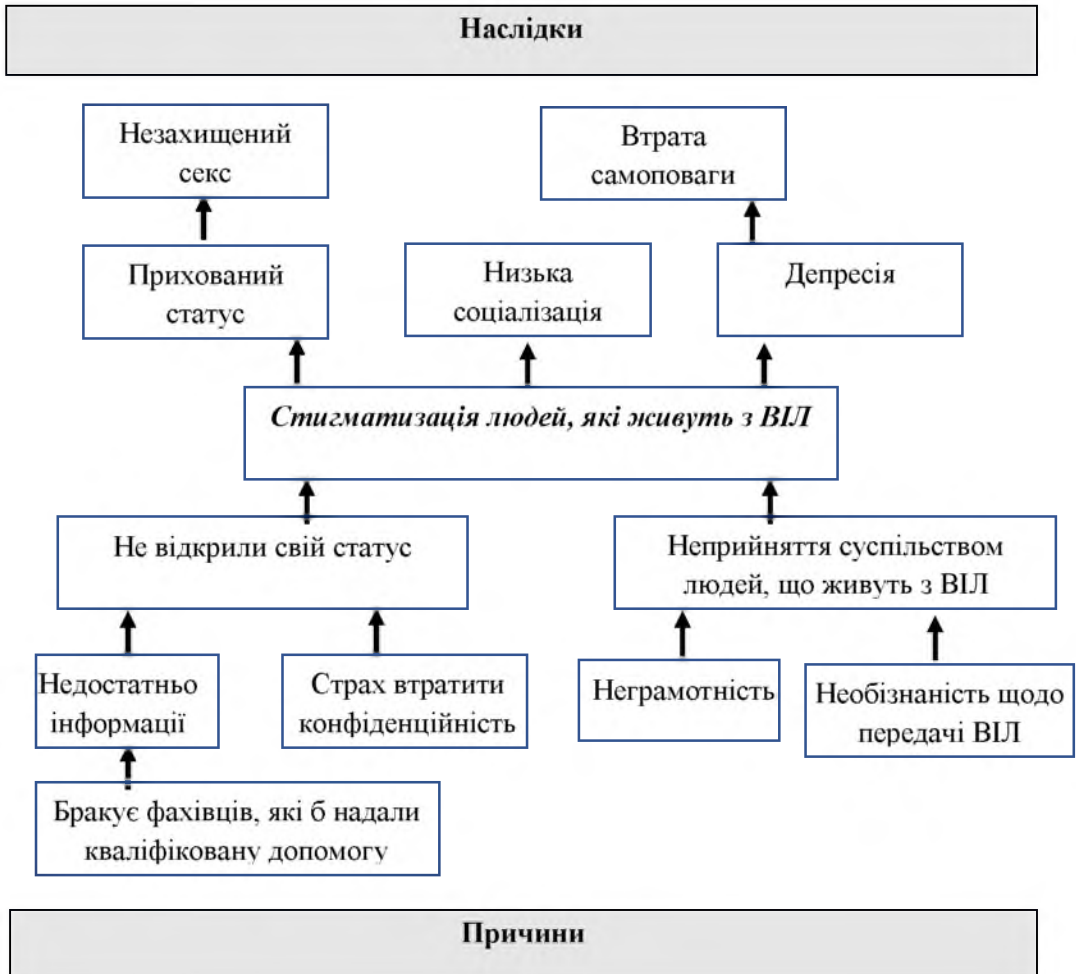 Наслідки
Незахищений
секс
Втрата
самоповаги
Прихований
статус
Низька
соціалізація
Депресія
Стигматизація людей, які живуть з ВІЛ
Не відкрили свій статус
Неприйняття суспільством
людей, що живуть з ВІЛ
Недостатньо
інформації
Страх втратити
конфіденційність
Неграмотність
Необізнаність щодо
передачі ВІЛ
Бракує фахівців, які б надали
кваліфіковану допомогу
Причини